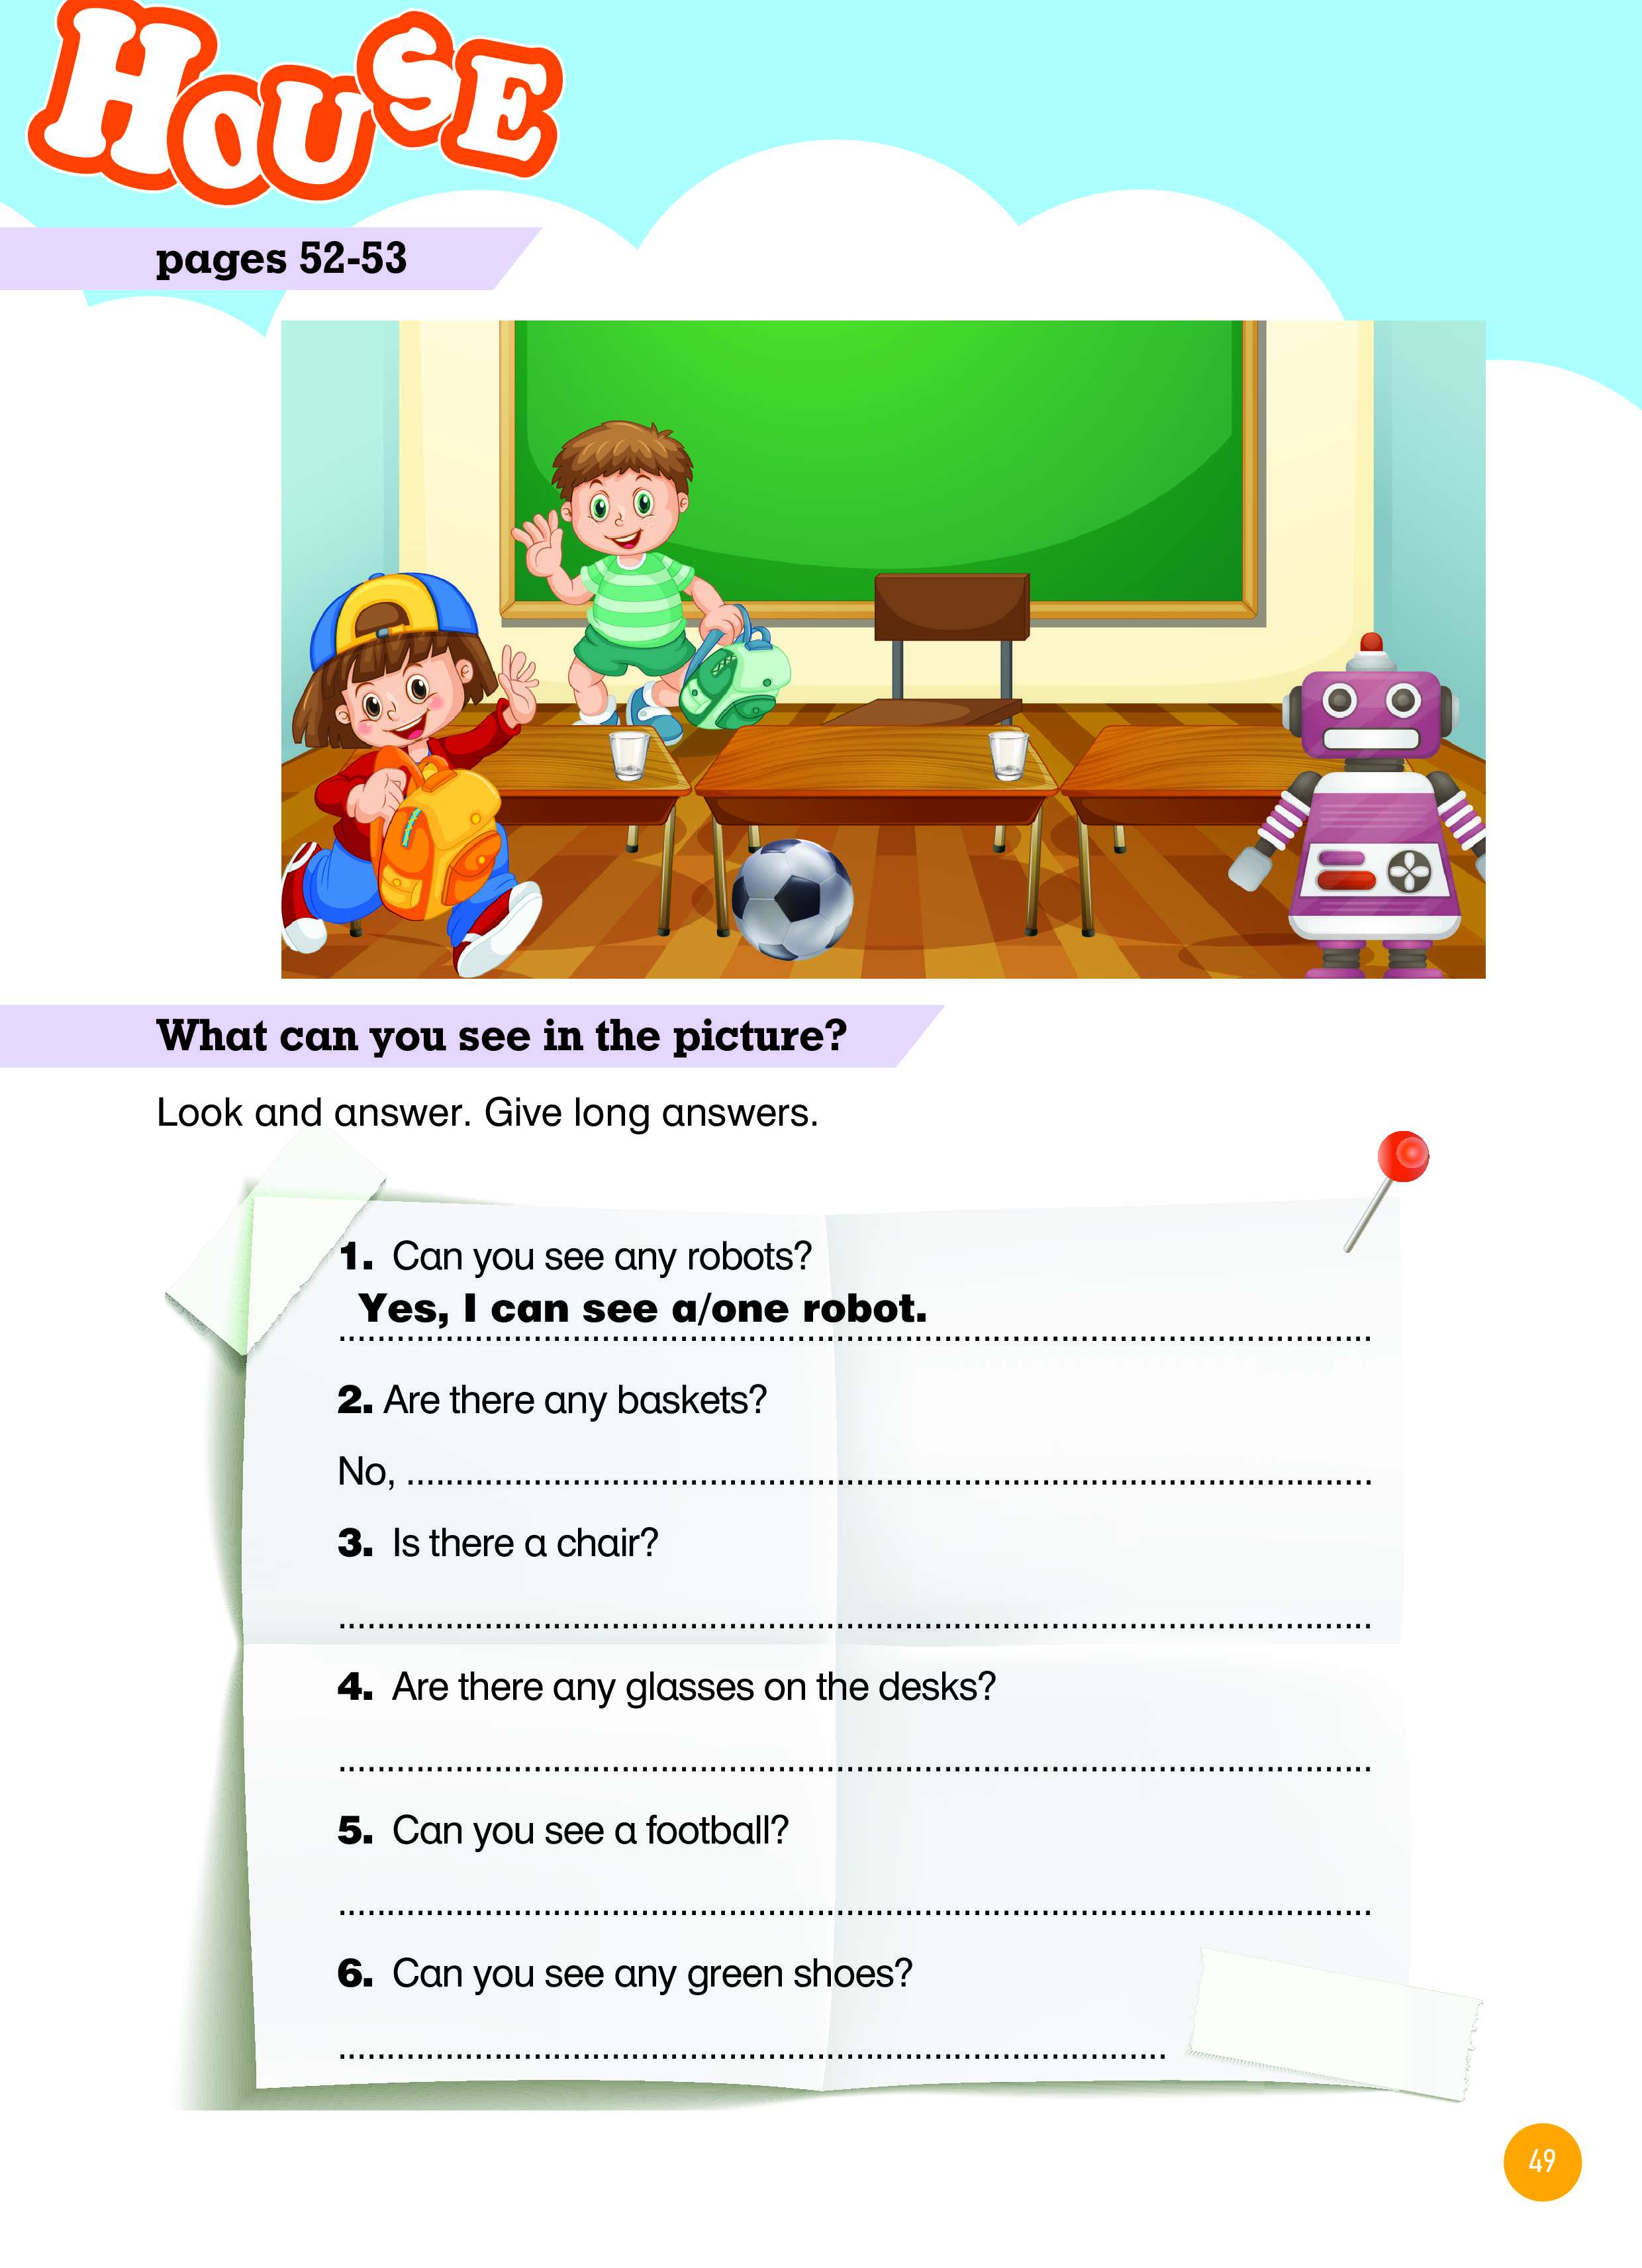 HOUSE
pages 52-53
What can you see in the picture?
Look and answer. Give long answers.
1. Can you see any robots?
Yes, I can see a/one robot.
2. Are there any baskets?
No, ........................................................................................................
3. Is there a chair?
................................................................................................................
4. Are there any glasses on the desks?
................................................................................................................
5. Can you see a football?
................................................................................................................
6. Can you see any green shoes?
..........................................................................................
49